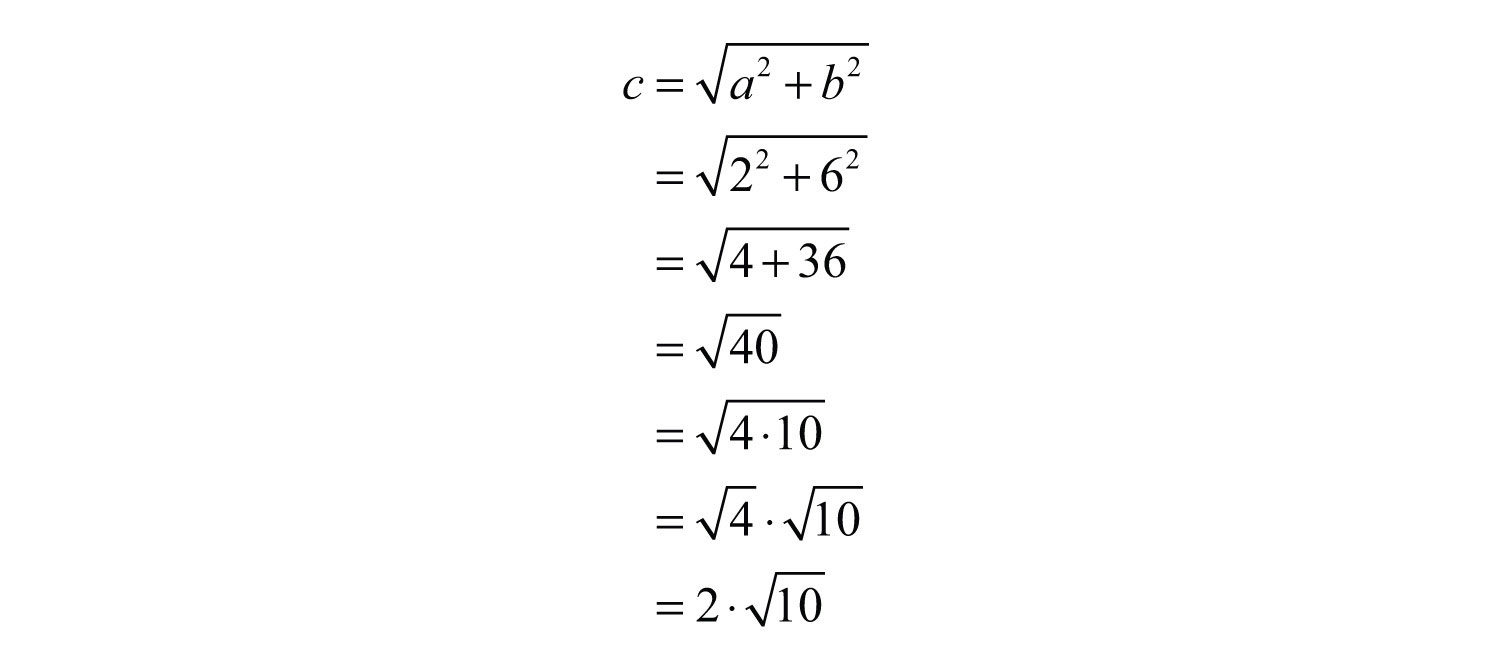 c = √(a² + b²)
= √(2² + 6²)
= √(4 + 36)
= √40
= √(4 · 10)
= √4 · √10
= 2 · √10